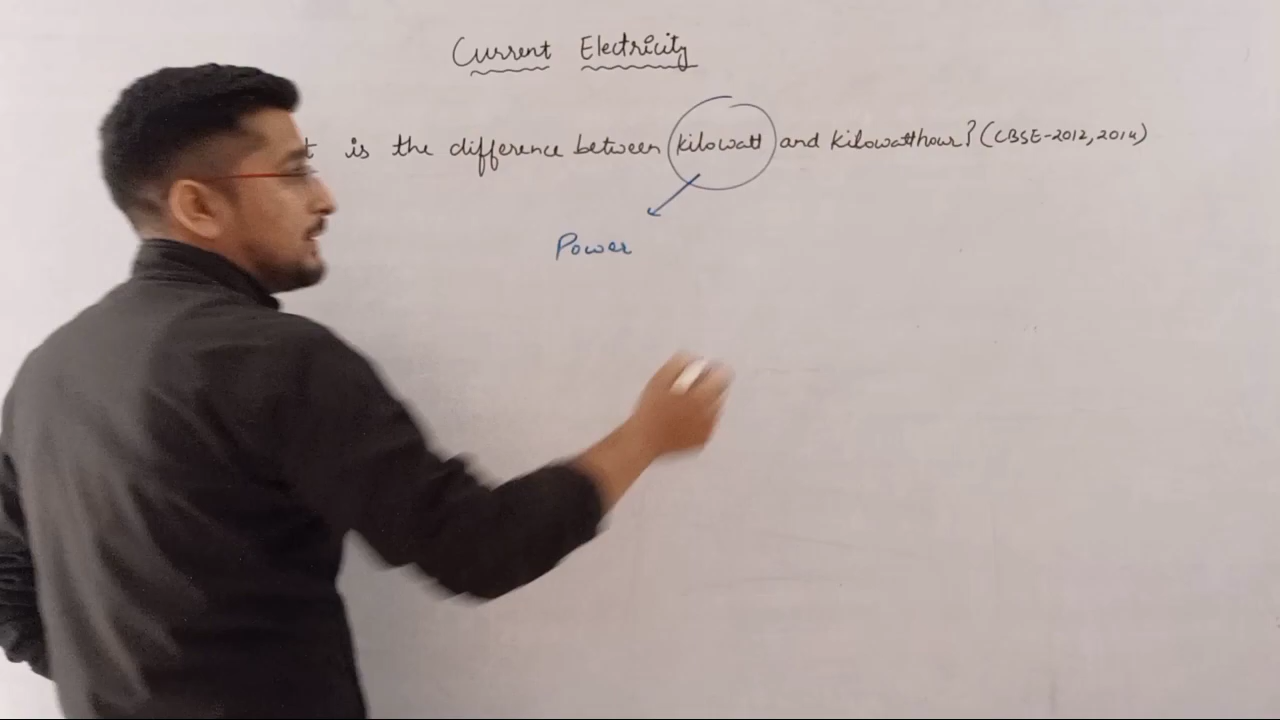 Current Electricity
is the difference between kilowatt and kilowatthour? (CBSE-2012, 2014)
Power